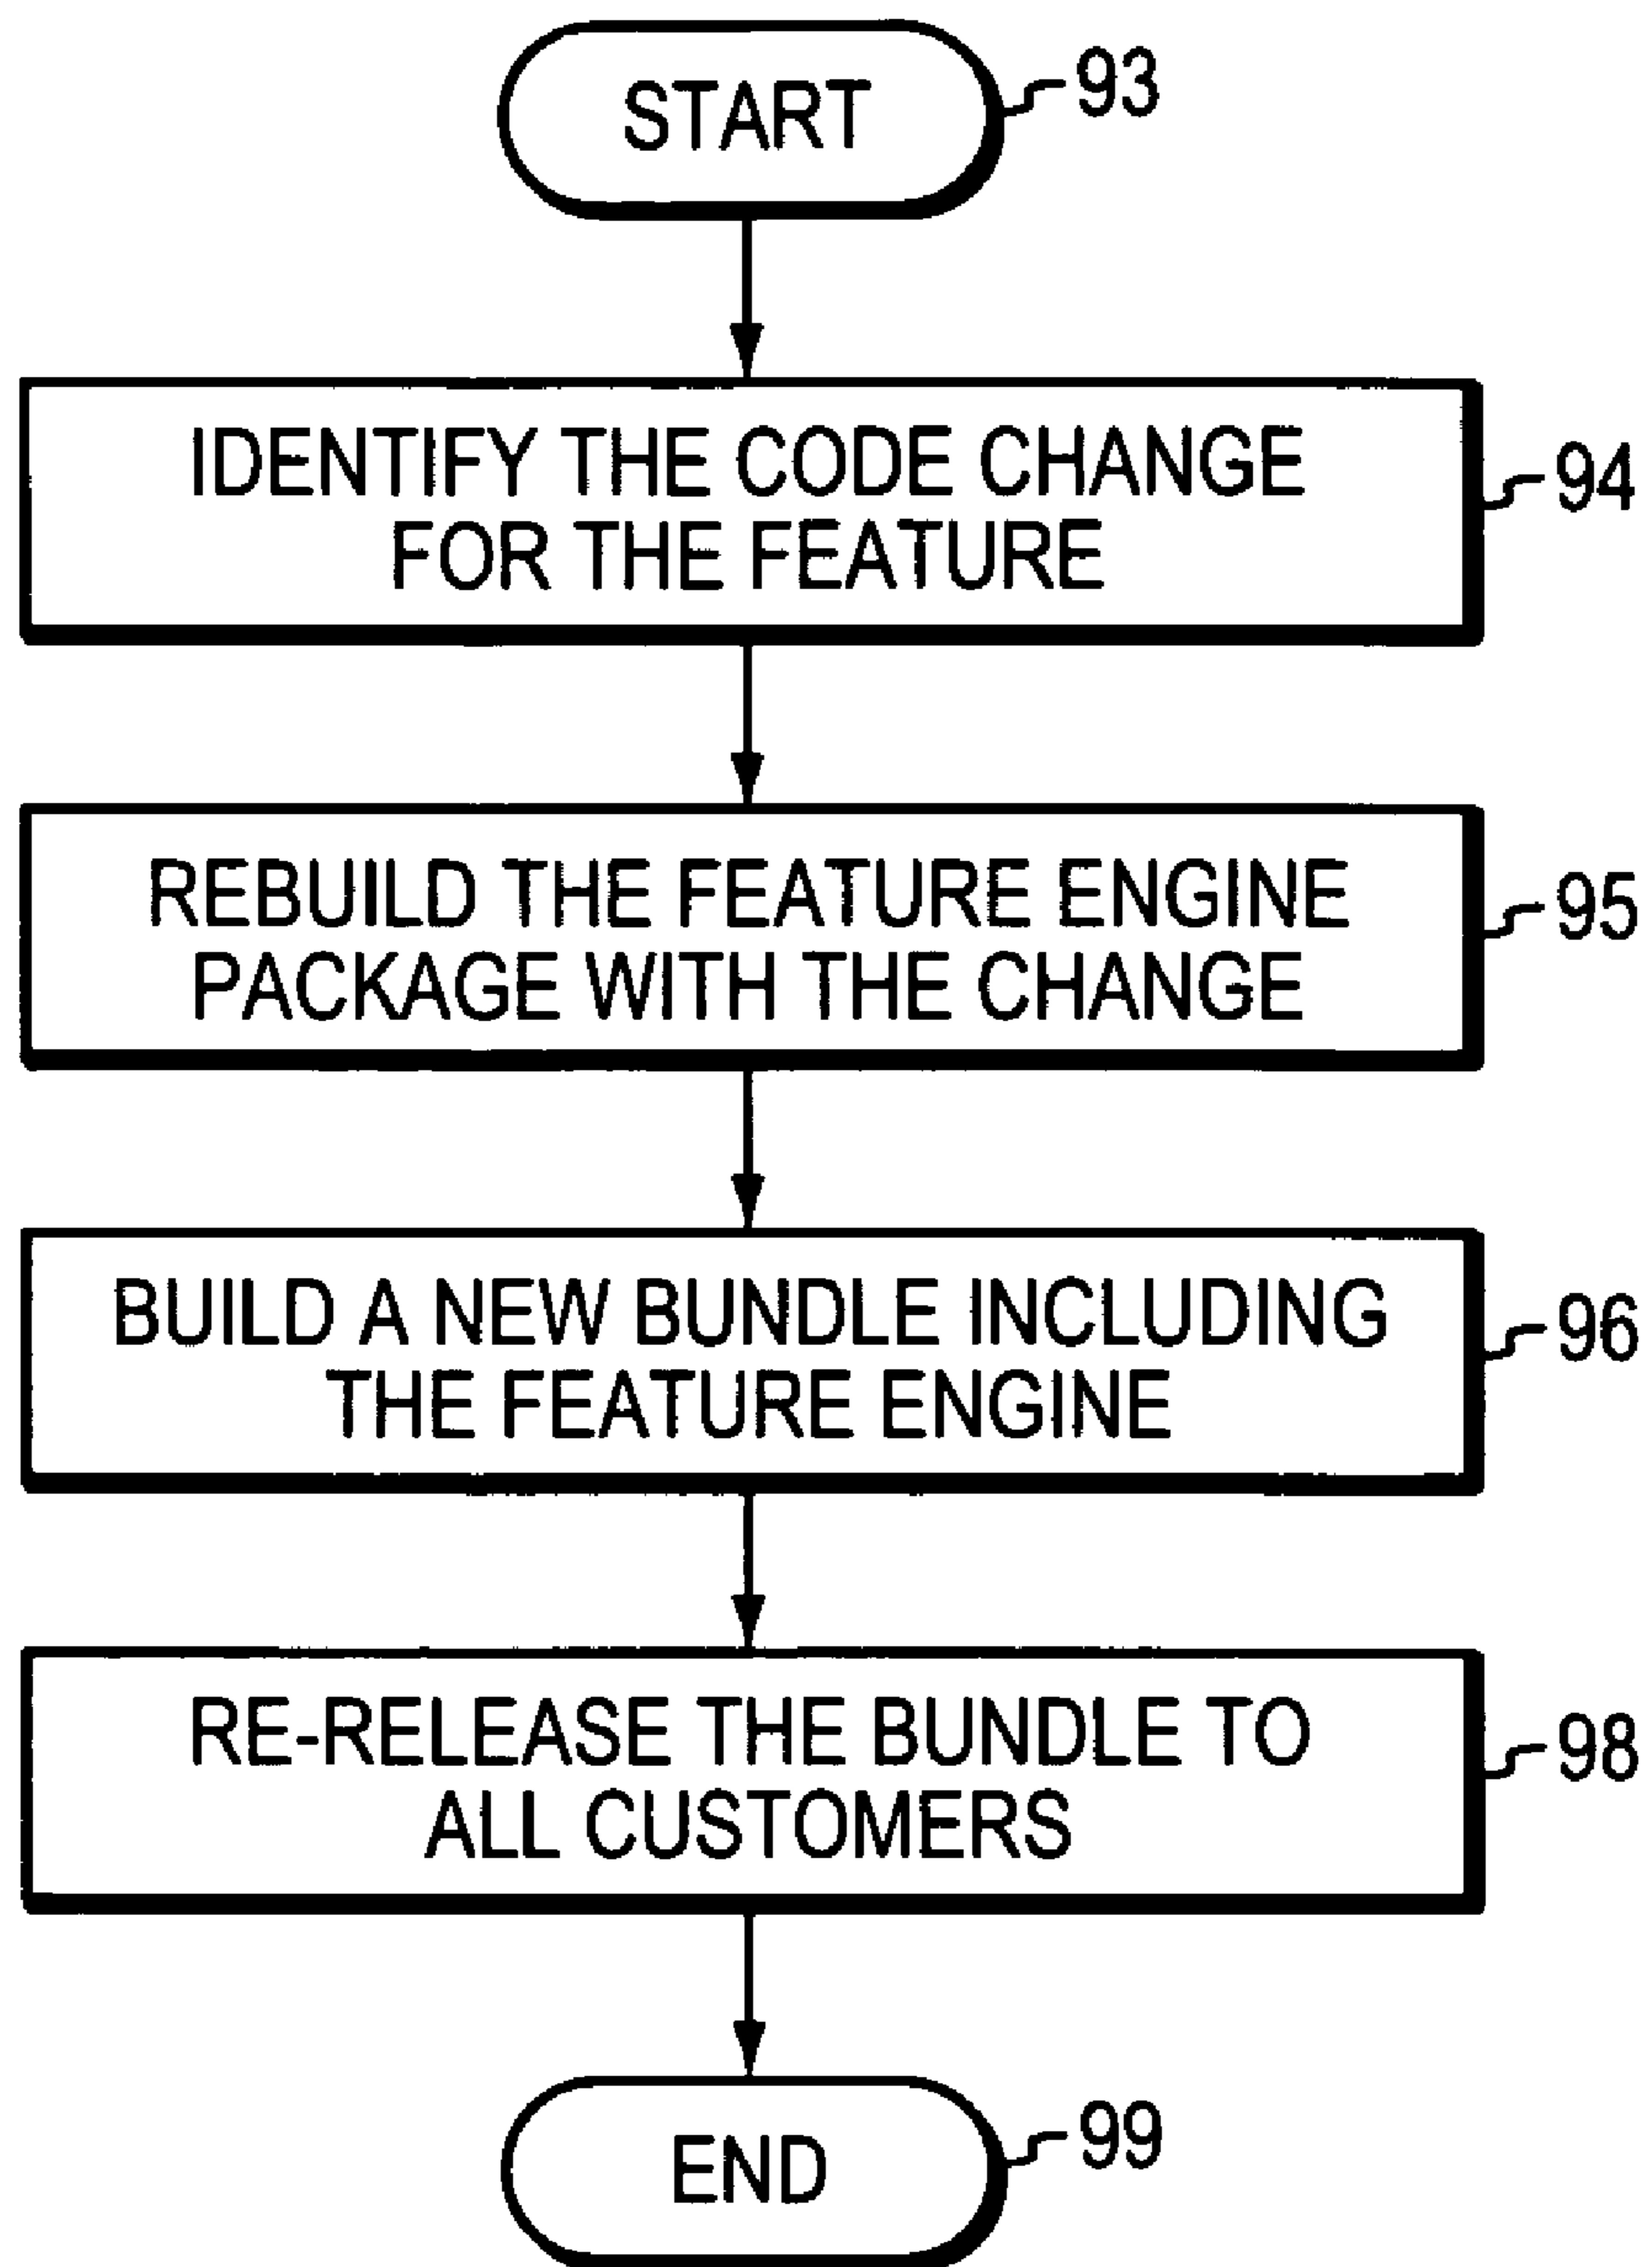 START
93
IDENTIFY THE CODE CHANGE
FOR THE FEATURE
94
REBUILD THE FEATURE ENGINE
PACKAGE WITH THE CHANGE
95
BUILD A NEW BUNDLE INCLUDING
THE FEATURE ENGINE
96
RE-RELEASE THE BUNDLE TO
ALL CUSTOMERS
98
END
99